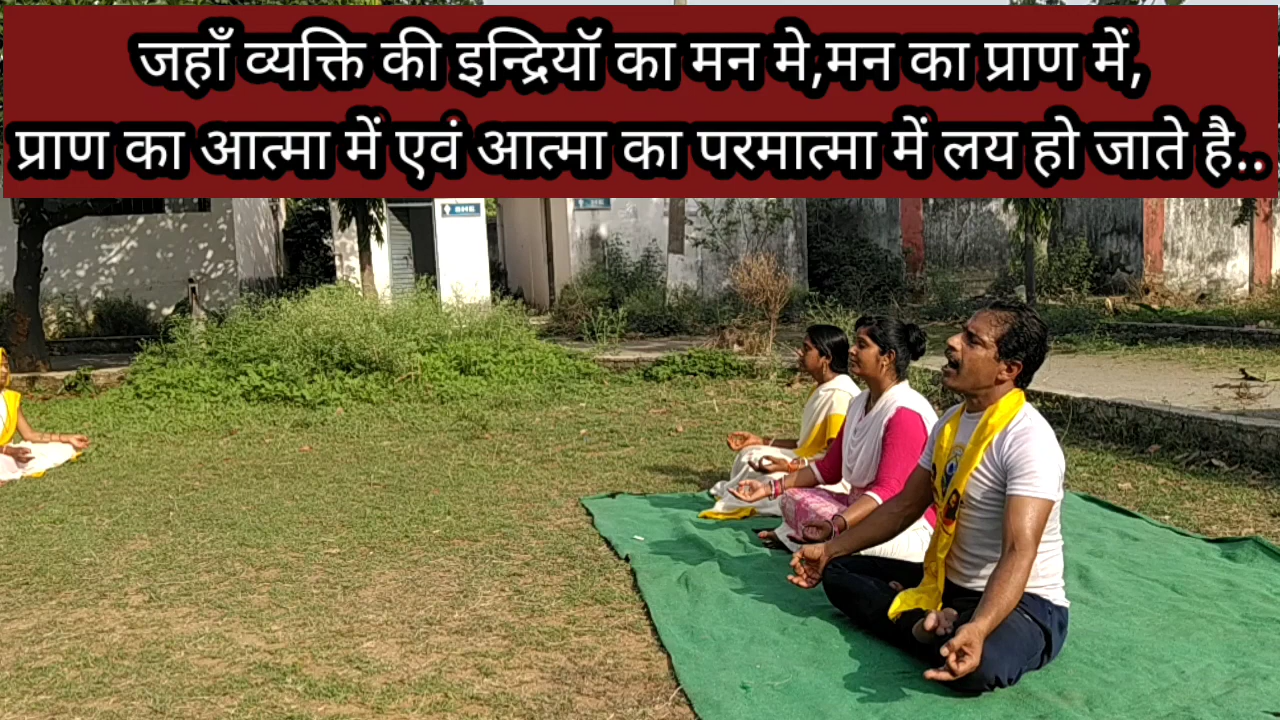 जहाँ व्यक्ति की इन्द्रियाॅ का मन मे,मन का प्राण में,
प्राण का आत्मा में एवं आत्मा का परमात्मा में लय हो जाते है..